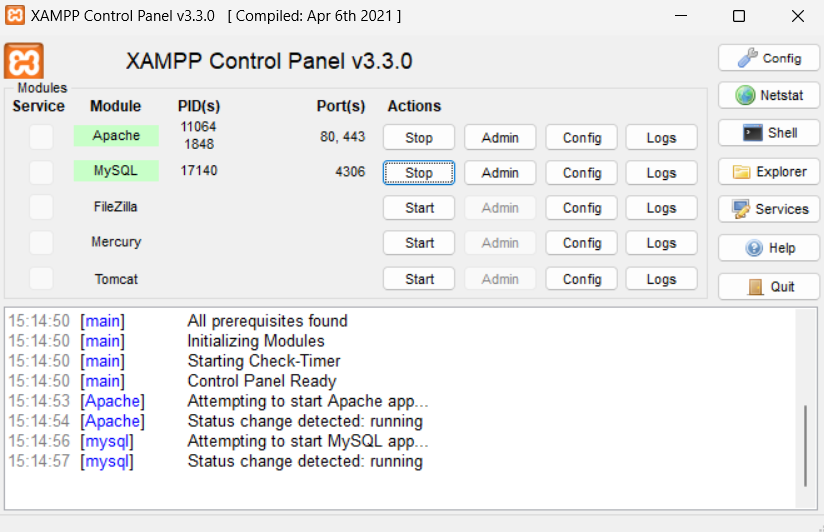 XAMPP Control Panel v3.3.0 [ Compiled: Apr 6th 2021 ]
XAMPP Control Panel v3.3.0
Config
Modules
Service Module PID(s) Port(s) Actions
Netstat
Apache 11064 1848 80, 443 Stop Admin Config Logs
Shell
MySQL 17140 4306 Stop Admin Config Logs
Explorer
FileZilla Start Admin Config Logs
Services
Mercury Start Admin Config Logs
Help
Tomcat Start Admin Config Logs
Quit
15:14:50 [main] All prerequisites found
15:14:50 [main] Initializing Modules
15:14:50 [main] Starting Check-Timer
15:14:50 [main] Control Panel Ready
15:14:53 [Apache] Attempting to start Apache app...
15:14:54 [Apache] Status change detected: running
15:14:56 [mysql] Attempting to start MySQL app...
15:14:57 [mysql] Status change detected: running